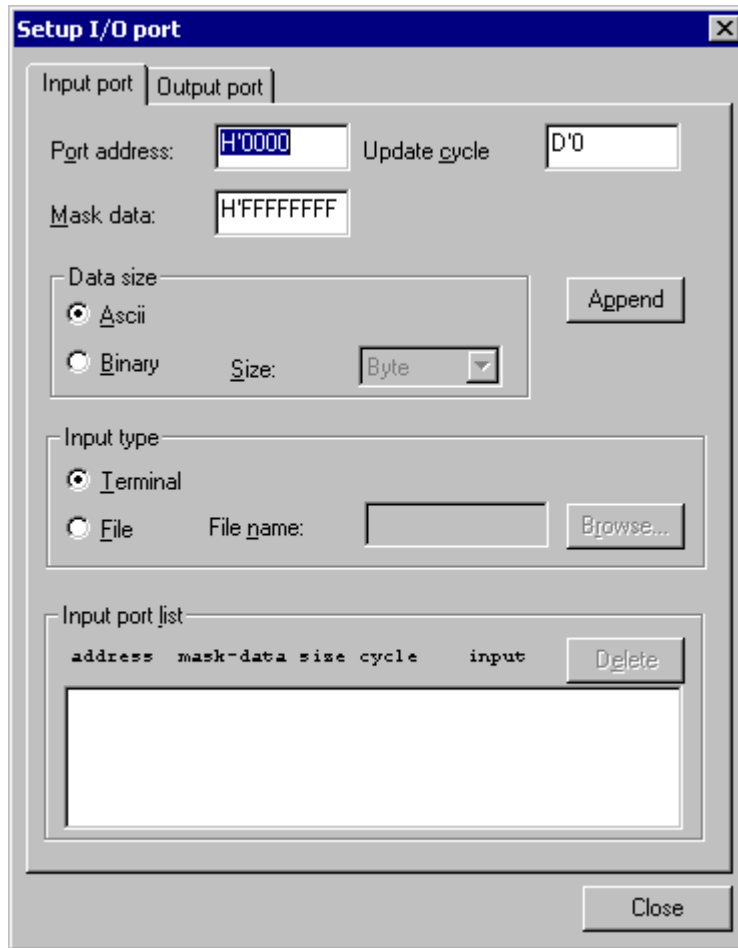 Setup I/O port
Input port Output port
Port address: H'0000 Update cycle D'0
Mask data: H'FFFFFFFF
Data size
Ascii
Append
Binary Size: Byte
Input type
Terminal
File File name: Browse...
Input port list
address mask-data size cycle input Delete
Close